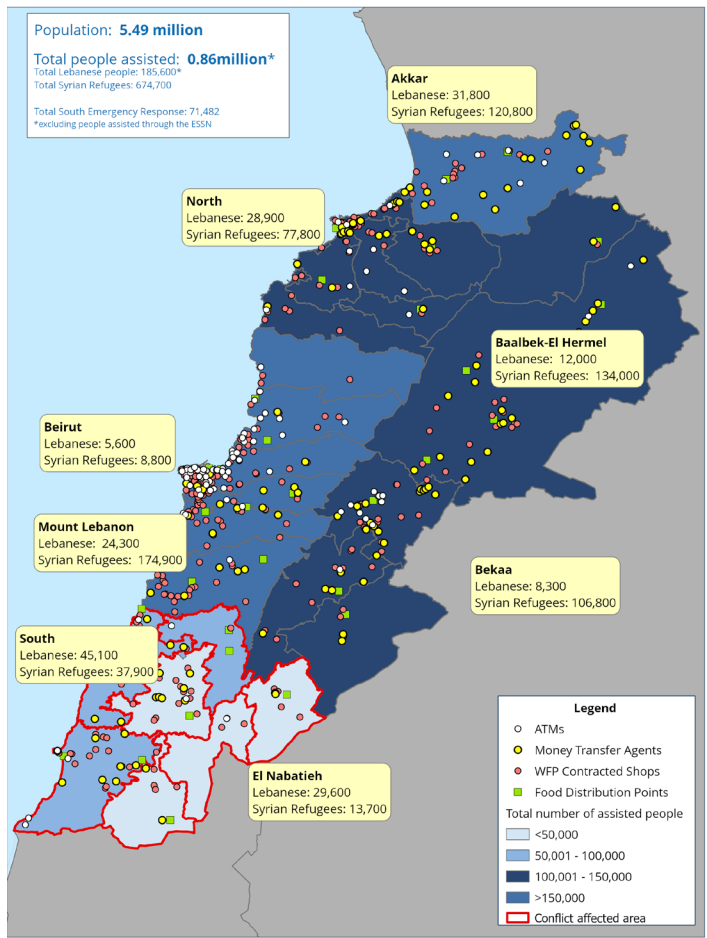 Population: 5.49 million
Total people assisted: 0.86million*
Total Lebanese people: 185,600*
Total Syrian Refugees: 674,700
Total South Emergency Response: 71,482
*excluding people assisted through the ESSN
Akkar
Lebanese: 31,800
Syrian Refugees: 120,800
North
Lebanese: 28,900
Syrian Refugees: 77,800
Baalbek-El Hermel
Lebanese: 12,000
Syrian Refugees: 134,000
Beirut
Lebanese: 5,600
Syrian Refugees: 8,800
Mount Lebanon
Lebanese: 24,300
Syrian Refugees: 174,900
Bekaa
Lebanese: 8,300
Syrian Refugees: 106,800
South
Lebanese: 45,100
Syrian Refugees: 37,900
El Nabatieh
Lebanese: 29,600
Syrian Refugees: 13,700
Legend
ATMs
Money Transfer Agents
WFP Contracted Shops
Food Distribution Points
Total number of assisted people
<50,000
50,001 - 100,000
100,001 - 150,000
>150,000
Conflict affected area